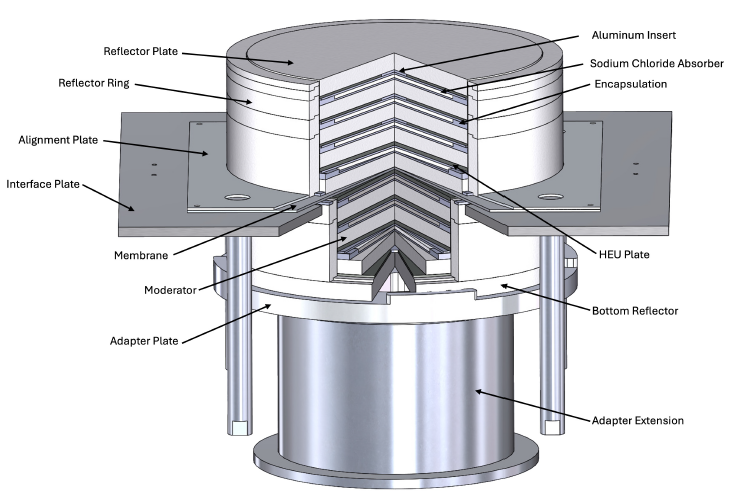 Aluminum Insert
Reflector Plate
Sodium Chloride Absorber
Reflector Ring
Encapsulation
Alignment Plate
Interface Plate
Membrane
HEU Plate
Moderator
Bottom Reflector
Adapter Plate
Adapter Extension